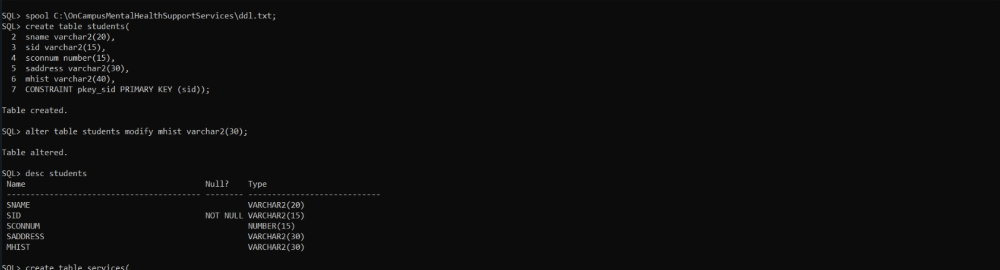 SQL> spool C:\OnCampusMentalHealthSupportServices\ddl.txt;
SQL> create table students(
  2  sname varchar2(20),
  3  sid varchar2(15),
  4  sconnum number(15),
  5  saddress varchar2(30),
  6  mhist varchar2(40),
  7  CONSTRAINT pkey_sid PRIMARY KEY (sid));
Table created.
SQL> alter table students modify mhist varchar2(30);
Table altered.
SQL> desc students
 Name                                      Null?    Type
 ----------------------------------------- -------- ----------------------------
 SNAME                                              VARCHAR2(20)
 SID                                       NOT NULL VARCHAR2(15)
 SCONNUM                                            NUMBER(15)
 SADDRESS                                           VARCHAR2(30)
 MHIST                                              VARCHAR2(30)
SQL> create table services(